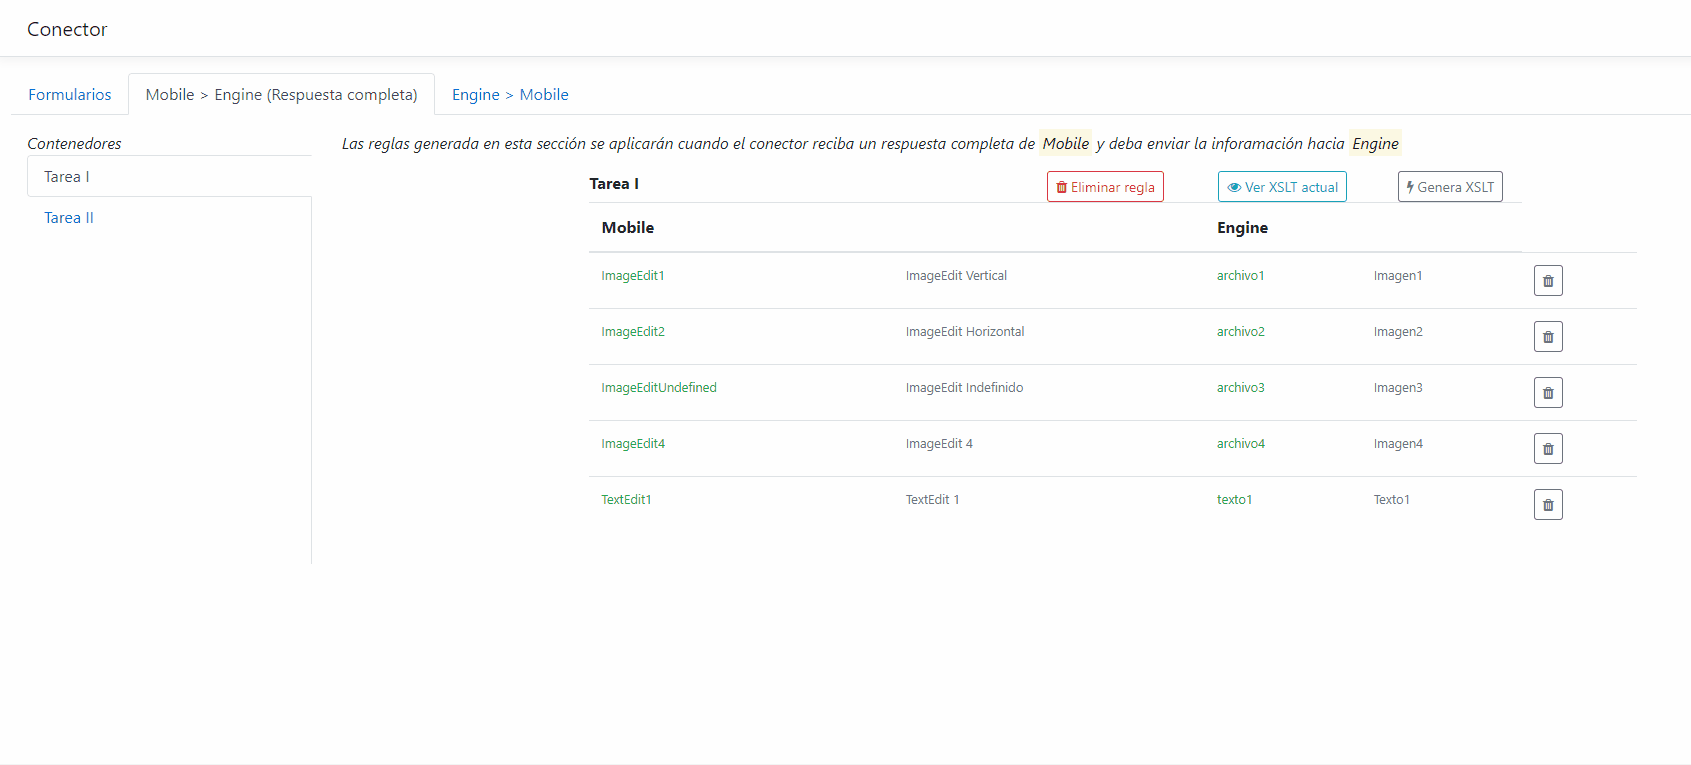 Conector
Formularios Mobile > Engine (Respuesta completa) Engine > Mobile
Contenedores
Tarea I
Tarea II
Las reglas generada en esta sección se aplicarán cuando el conector reciba un respuesta completa de Mobile y deba enviar la inforamación hacia Engine
Tarea I Eliminar regla Ver XSLT actual Genera XSLT
Mobile Engine
ImageEdit1 ImageEdit Vertical archivo1 Imagen1
ImageEdit2 ImageEdit Horizontal archivo2 Imagen2
ImageEditUndefined ImageEdit Indefinido archivo3 Imagen3
ImageEdit4 ImageEdit 4 archivo4 Imagen4
TextEdit1 TextEdit 1 texto1 Texto1